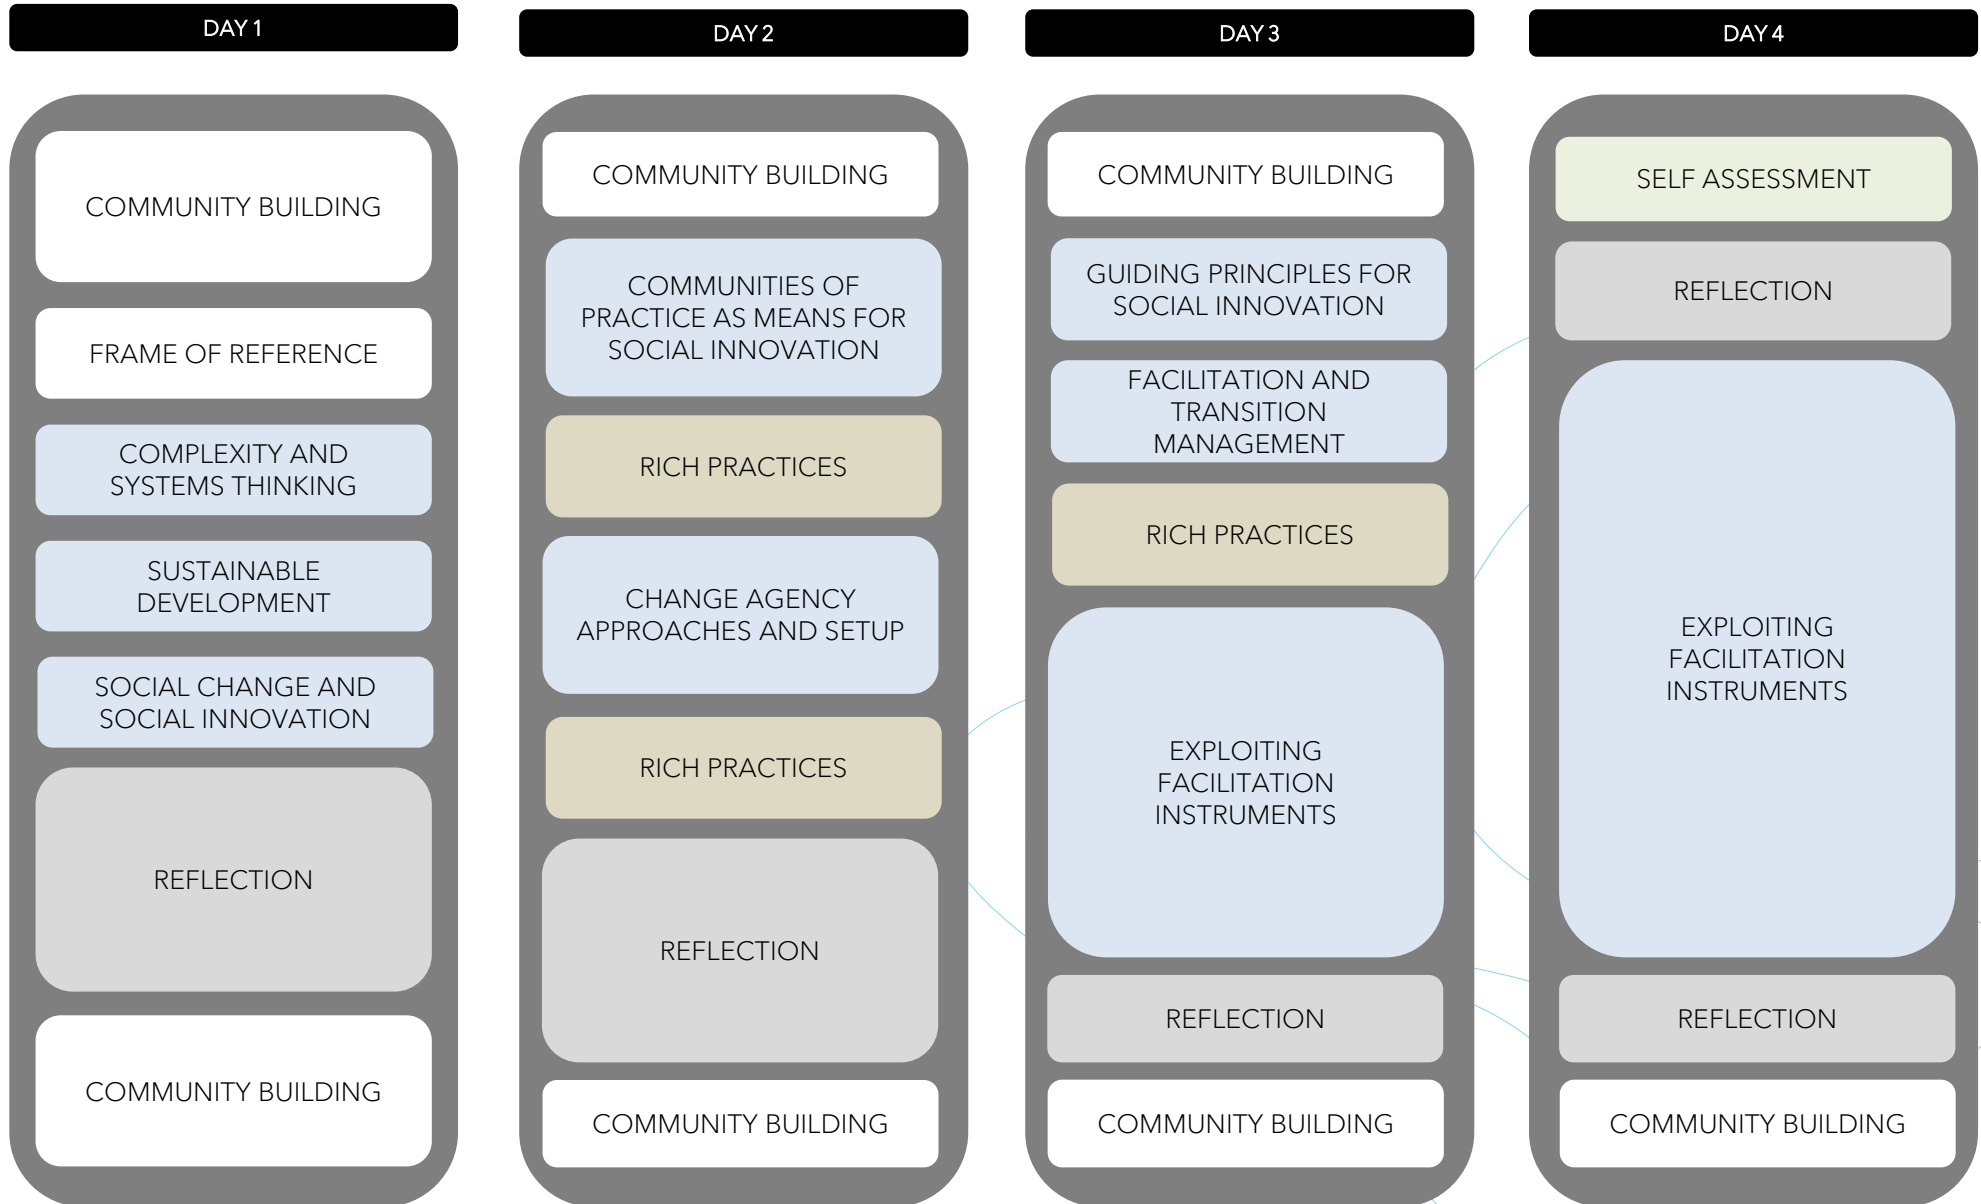 DAY 1
COMMUNITY BUILDING
FRAME OF REFERENCE
COMPLEXITY AND
SYSTEMS THINKING
SUSTAINABLE
DEVELOPMENT
SOCIAL CHANGE AND
SOCIAL INNOVATION
REFLECTION
COMMUNITY BUILDING
DAY 2
COMMUNITY BUILDING
COMMUNITIES OF
PRACTICE AS MEANS FOR
SOCIAL INNOVATION
RICH PRACTICES
CHANGE AGENCY
APPROACHES AND SETUP
RICH PRACTICES
REFLECTION
COMMUNITY BUILDING
DAY 3
COMMUNITY BUILDING
GUIDING PRINCIPLES FOR
SOCIAL INNOVATION
FACILITATION AND
TRANSITION
MANAGEMENT
RICH PRACTICES
EXPLOITING
FACILITATION
INSTRUMENTS
REFLECTION
COMMUNITY BUILDING
DAY 4
SELF ASSESSMENT
REFLECTION
EXPLOITING
FACILITATION
INSTRUMENTS
REFLECTION
COMMUNITY BUILDING